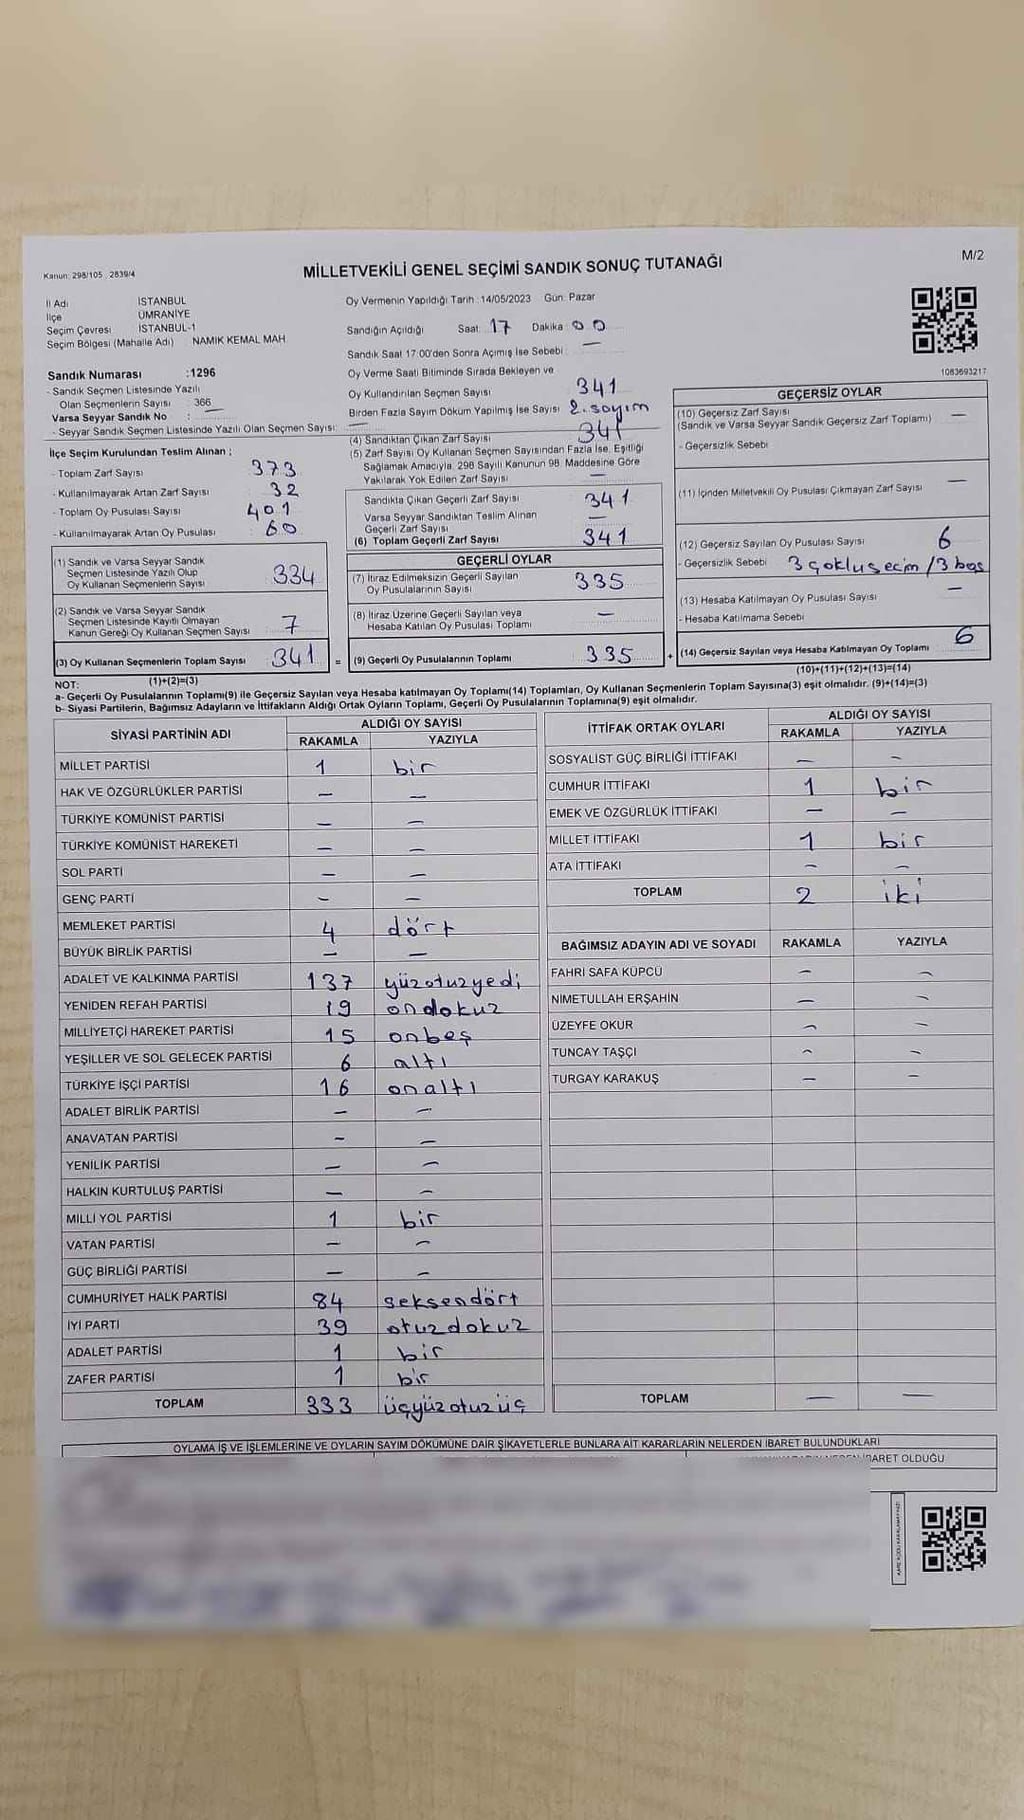 Kanun: 298/105 , 2839/4
MİLLETVEKİLİ GENEL SEÇİMİ SANDIK SONUÇ TUTANAĞI
M/2
İl Adı İSTANBUL
İlçe ÜMRANİYE
Seçim Çevresi İSTANBUL-1
Seçim Bölgesi (Mahalle Adı) NAMIK KEMAL MAH.
Sandık Numarası :1296
- Sandık Seçmen Listesinde Yazılı
Olan Seçmenlerin Sayısı 366
Varsa Seyyar Sandık No : —
- Seyyar Sandık Seçmen Listesinde Yazılı Olan Seçmen Sayısı: —
İlçe Seçim Kurulundan Teslim Alınan ;
- Toplam Zarf Sayısı 373
- Kullanılmayarak Artan Zarf Sayısı 32
- Toplam Oy Pusulası Sayısı 401
- Kullanılmayarak Artan Oy Pusulası 60
(1) Sandık ve Varsa Seyyar Sandık
Seçmen Listesinde Yazılı Olup
Oy Kullanan Seçmenlerin Sayısı 334
(2) Sandık ve Varsa Seyyar Sandık
Seçmen Listesinde Kayıtlı Olmayan
Kanun Gereği Oy Kullanan Seçmen Sayısı 7
(3) Oy Kullanan Seçmenlerin Toplam Sayısı 341 =
(1)+(2)=(3)
Oy Vermenin Yapıldığı Tarih :14/05/2023 Gün: Pazar
Sandığın Açıldığı Saat: 17 Dakika 00
Sandık Saat 17:00'den Sonra Açılmış İse Sebebi : —
Oy Verme Saati Bitiminde Sırada Bekleyen ve
Oy Kullandırılan Seçmen Sayısı 341
Birden Fazla Sayım Döküm Yapılmış İse Sayısı 2. sayım
(4) Sandıktan Çıkan Zarf Sayısı 341
(5) Zarf Sayısı Oy Kullanan Seçmen Sayısından Fazla İse, Eşitliği
Sağlamak Amacıyla, 298 Sayılı Kanunun 98. Maddesine Göre
Yakılarak Yok Edilen Zarf Sayısı —
Sandıkta Çıkan Geçerli Zarf Sayısı 341
Varsa Seyyar Sandıktan Teslim Alınan
Geçerli Zarf Sayısı —
(6) Toplam Geçerli Zarf Sayısı 341
GEÇERLİ OYLAR
(7) İtiraz Edilmeksizin Geçerli Sayılan
Oy Pusulalarının Sayısı 335
(8) İtiraz Üzerine Geçerli Sayılan veya
Hesaba Katılan Oy Pusulası Toplamı —
(9) Geçerli Oy Pusulalarının Toplamı 335 +
1083693217
GEÇERSİZ OYLAR
(10) Geçersiz Zarf Sayısı —
(Sandık ve Varsa Seyyar Sandık Geçersiz Zarf Toplamı)
- Geçersizlik Sebebi
(11) İçinden Milletvekili Oy Pusulası Çıkmayan Zarf Sayısı —
(12) Geçersiz Sayılan Oy Pusulası Sayısı 6
- Geçersizlik Sebebi 3 çoklu seçim / 3 boş
(13) Hesaba Katılmayan Oy Pusulası Sayısı —
- Hesaba Katılmama Sebebi
(14) Geçersiz Sayılan veya Hesaba Katılmayan Oy Toplamı 6
(10)+(11)+(12)+(13)=(14)
NOT:
a- Geçerli Oy Pusulalarının Toplamı(9) ile Geçersiz Sayılan veya Hesaba katılmayan Oy Toplamı(14) Toplamları, Oy Kullanan Seçmenlerin Toplam Sayısına(3) eşit olmalıdır. (9)+(14)=(3)
b- Siyasi Partilerin, Bağımsız Adayların ve İttifakların Aldığı Ortak Oyların Toplamı, Geçerli Oy Pusulalarının Toplamına(9) eşit olmalıdır.
SİYASİ PARTİNİN ADI ALDIĞI OY SAYISI
RAKAMLA YAZIYLA
MİLLET PARTİSİ 1 bir
HAK VE ÖZGÜRLÜKLER PARTİSİ — —
TÜRKİYE KOMÜNİST PARTİSİ — —
TÜRKİYE KOMÜNİST HAREKETİ — —
SOL PARTİ — —
GENÇ PARTİ — —
MEMLEKET PARTİSİ 4 dört
BÜYÜK BİRLİK PARTİSİ — —
ADALET VE KALKINMA PARTİSİ 137 yüzotuzyedi
YENİDEN REFAH PARTİSİ 19 ondokuz
MİLLİYETÇİ HAREKET PARTİSİ 15 onbeş
YEŞİLLER VE SOL GELECEK PARTİSİ 6 altı
TÜRKİYE İŞÇİ PARTİSİ 16 onaltı
ADALET BİRLİK PARTİSİ — —
ANAVATAN PARTİSİ — —
YENİLİK PARTİSİ — —
HALKIN KURTULUŞ PARTİSİ — —
MİLLİ YOL PARTİSİ 1 bir
VATAN PARTİSİ — —
GÜÇ BİRLİĞİ PARTİSİ — —
CUMHURİYET HALK PARTİSİ 84 seksendört
İYİ PARTİ 39 otuzdokuz
ADALET PARTİSİ 1 bir
ZAFER PARTİSİ 1 bir
TOPLAM 333 üçyüzotuzüç
İTTİFAK ORTAK OYLARI ALDIĞI OY SAYISI
RAKAMLA YAZIYLA
SOSYALİST GÜÇ BİRLİĞİ İTTİFAKI — —
CUMHUR İTTİFAKI 1 bir
EMEK VE ÖZGÜRLÜK İTTİFAKI — —
MİLLET İTTİFAKI 1 bir
ATA İTTİFAKI — —
TOPLAM 2 iki
BAĞIMSIZ ADAYIN ADI VE SOYADI RAKAMLA YAZIYLA
FAHRİ SAFA KÜPCÜ — —
NİMETULLAH ERŞAHİN — —
ÜZEYFE OKUR — —
TUNCAY TAŞÇI — —
TURGAY KARAKUŞ — —
TOPLAM — —
OYLAMA İŞ VE İŞLEMLERİNE VE OYLARIN SAYIM DÖKÜMÜNE DAİR ŞİKAYETLERLE BUNLARA AİT KARARLARIN NELERDEN İBARET BULUNDUKLARI
OLDUĞU